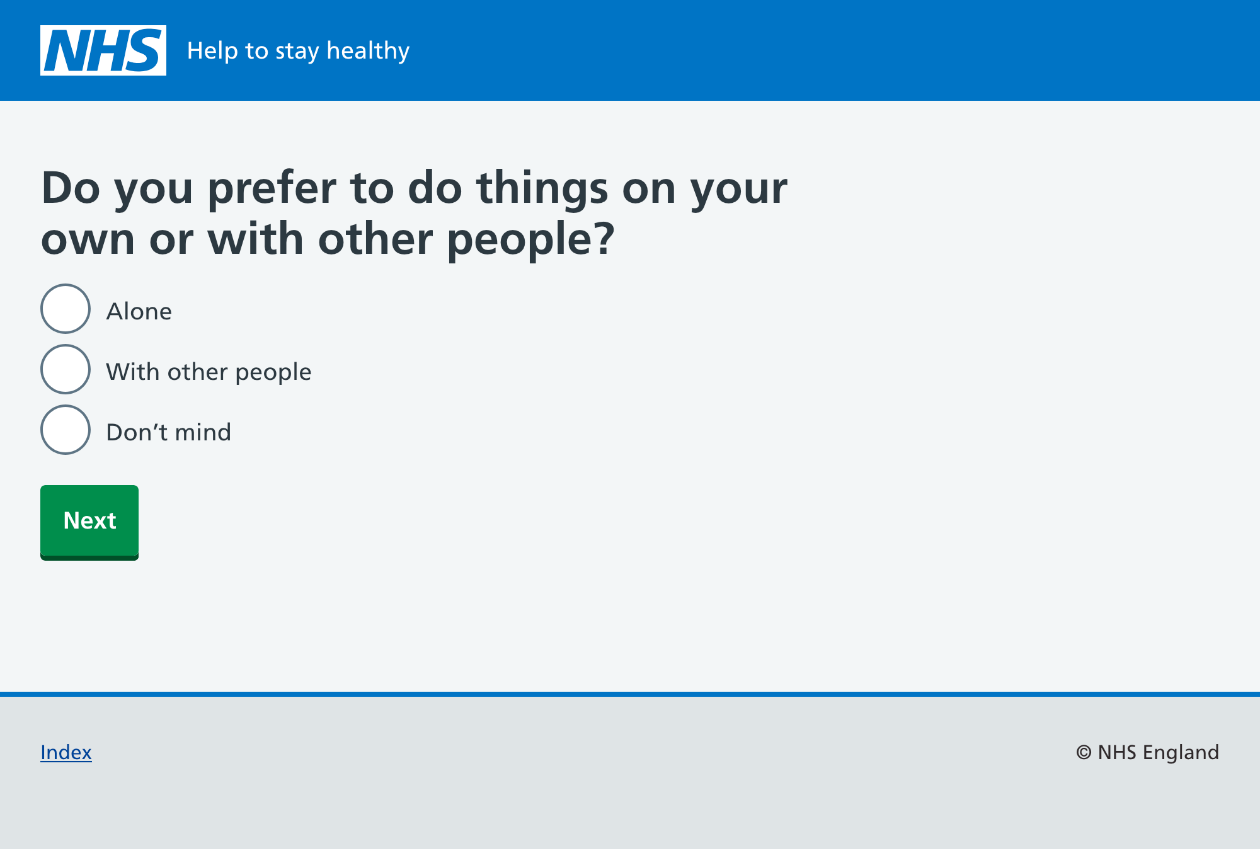 NHS Help to stay healthy
Do you prefer to do things on your
own or with other people?
Alone
With other people
Don’t mind
Next
Index
© NHS England